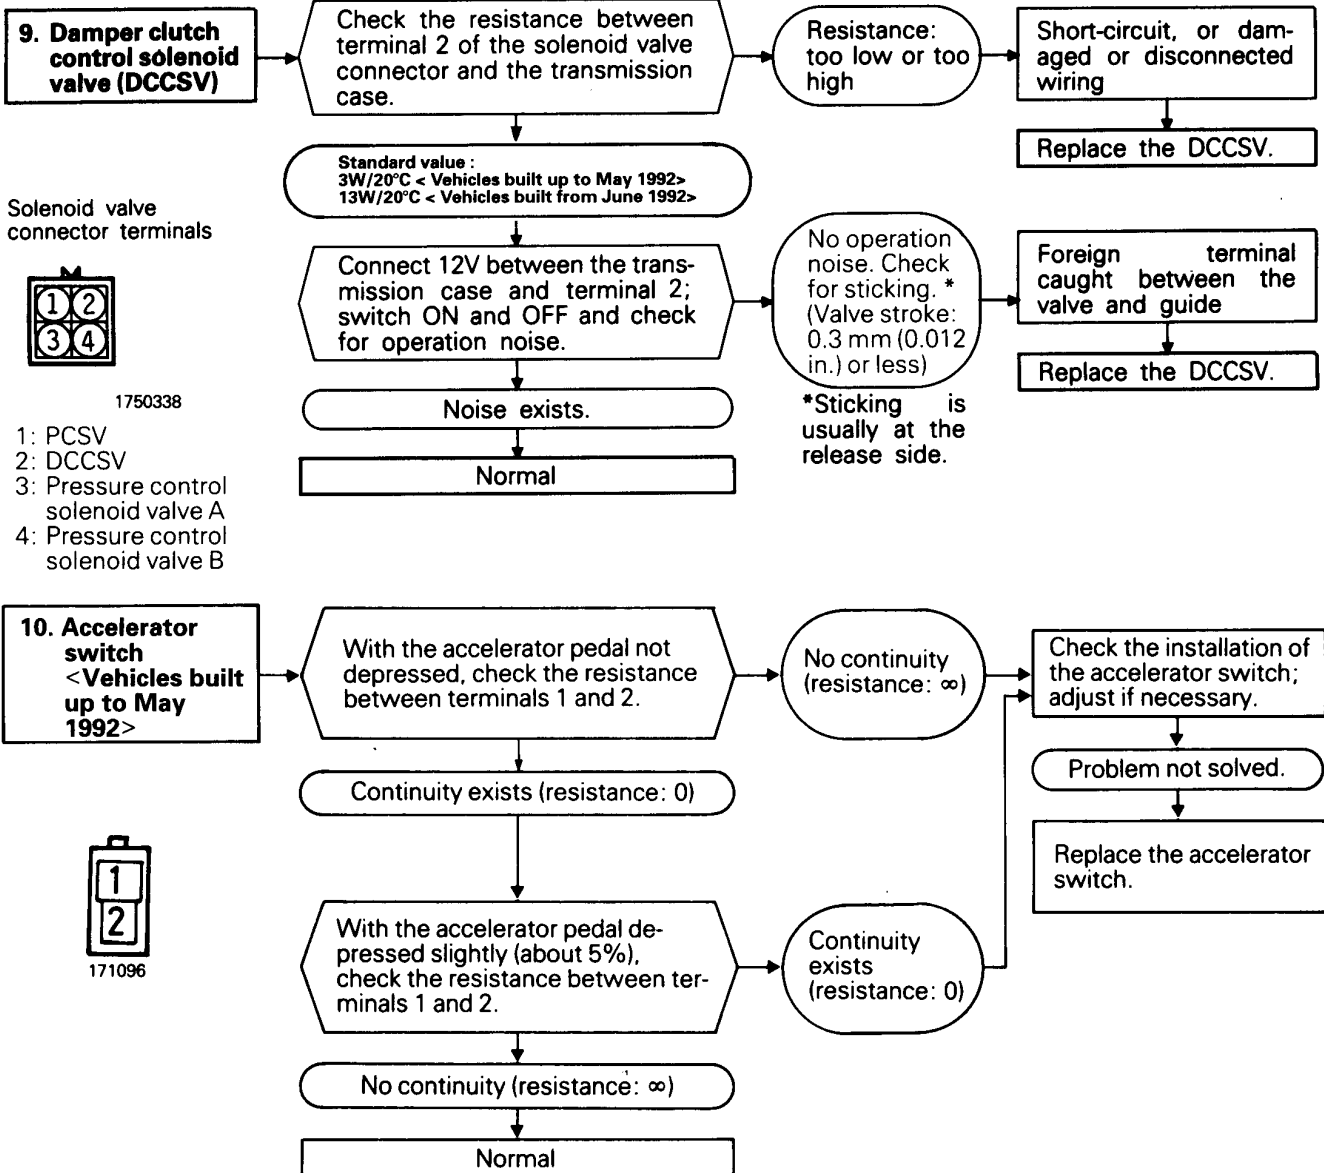 9. Damper clutch
control solenoid
valve (DCCSV)
Check the resistance between
terminal 2 of the solenoid valve
connector and the transmission
case.
Resistance:
too low or too
high
Short-circuit, or dam-
aged or disconnected
wiring
Replace the DCCSV.
Standard value :
3W/20°C < Vehicles built up to May 1992>
13W/20°C < Vehicles built from June 1992>
Solenoid valve
connector terminals
1 2
3 4
1750338
1: PCSV
2: DCCSV
3: Pressure control
solenoid valve A
4: Pressure control
solenoid valve B
Connect 12V between the trans-
mission case and terminal 2;
switch ON and OFF and check
for operation noise.
No operation
noise. Check
for sticking. *
(Valve stroke:
0.3 mm (0.012
in.) or less)
*Sticking is
usually at the
release side.
Foreign terminal
caught between the
valve and guide
Replace the DCCSV.
Noise exists.
Normal
10. Accelerator
switch
<Vehicles built
up to May
1992>
With the accelerator pedal not
depressed, check the resistance
between terminals 1 and 2.
No continuity
(resistance: ∞)
Check the installation of
the accelerator switch;
adjust if necessary.
Problem not solved.
Replace the accelerator
switch.
Continuity exists (resistance: 0)
1
2
171096
With the accelerator pedal de-
pressed slightly (about 5%),
check the resistance between ter-
minals 1 and 2.
Continuity
exists
(resistance: 0)
No continuity (resistance: ∞)
Normal